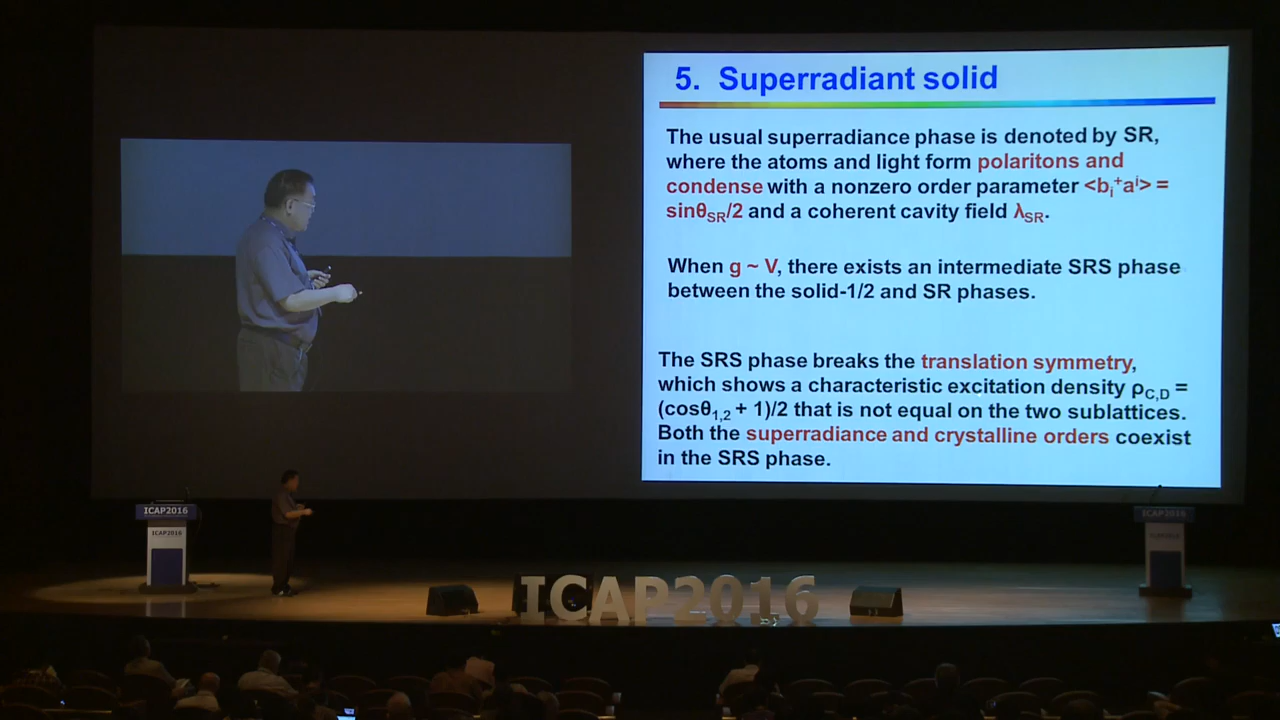 5. Superradiant solid
The usual superradiance phase is denoted by SR,
where the atoms and light form polaritons and
condense with a nonzero order parameter <bᵢ⁺aⁱ> =
sinθ_SR/2 and a coherent cavity field λ_SR.
When g ~ V, there exists an intermediate SRS phase
between the solid-1/2 and SR phases.
The SRS phase breaks the translation symmetry,
which shows a characteristic excitation density ρ_C,D =
(cosθ₁,₂ + 1)/2 that is not equal on the two sublattices.
Both the superradiance and crystalline orders coexist
in the SRS phase.
ICAP2016
ICAP2016
ICAP2016
ICAP2016